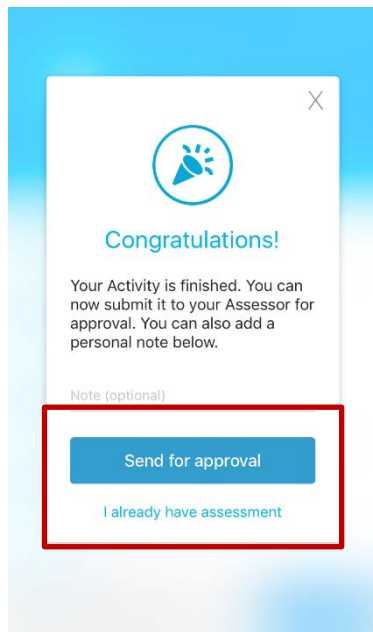 X
Congratulations!
Your Activity is finished. You can
now submit it to your Assessor for
approval. You can also add a
personal note below.
Note (optional)
Send for approval
I already have assessment